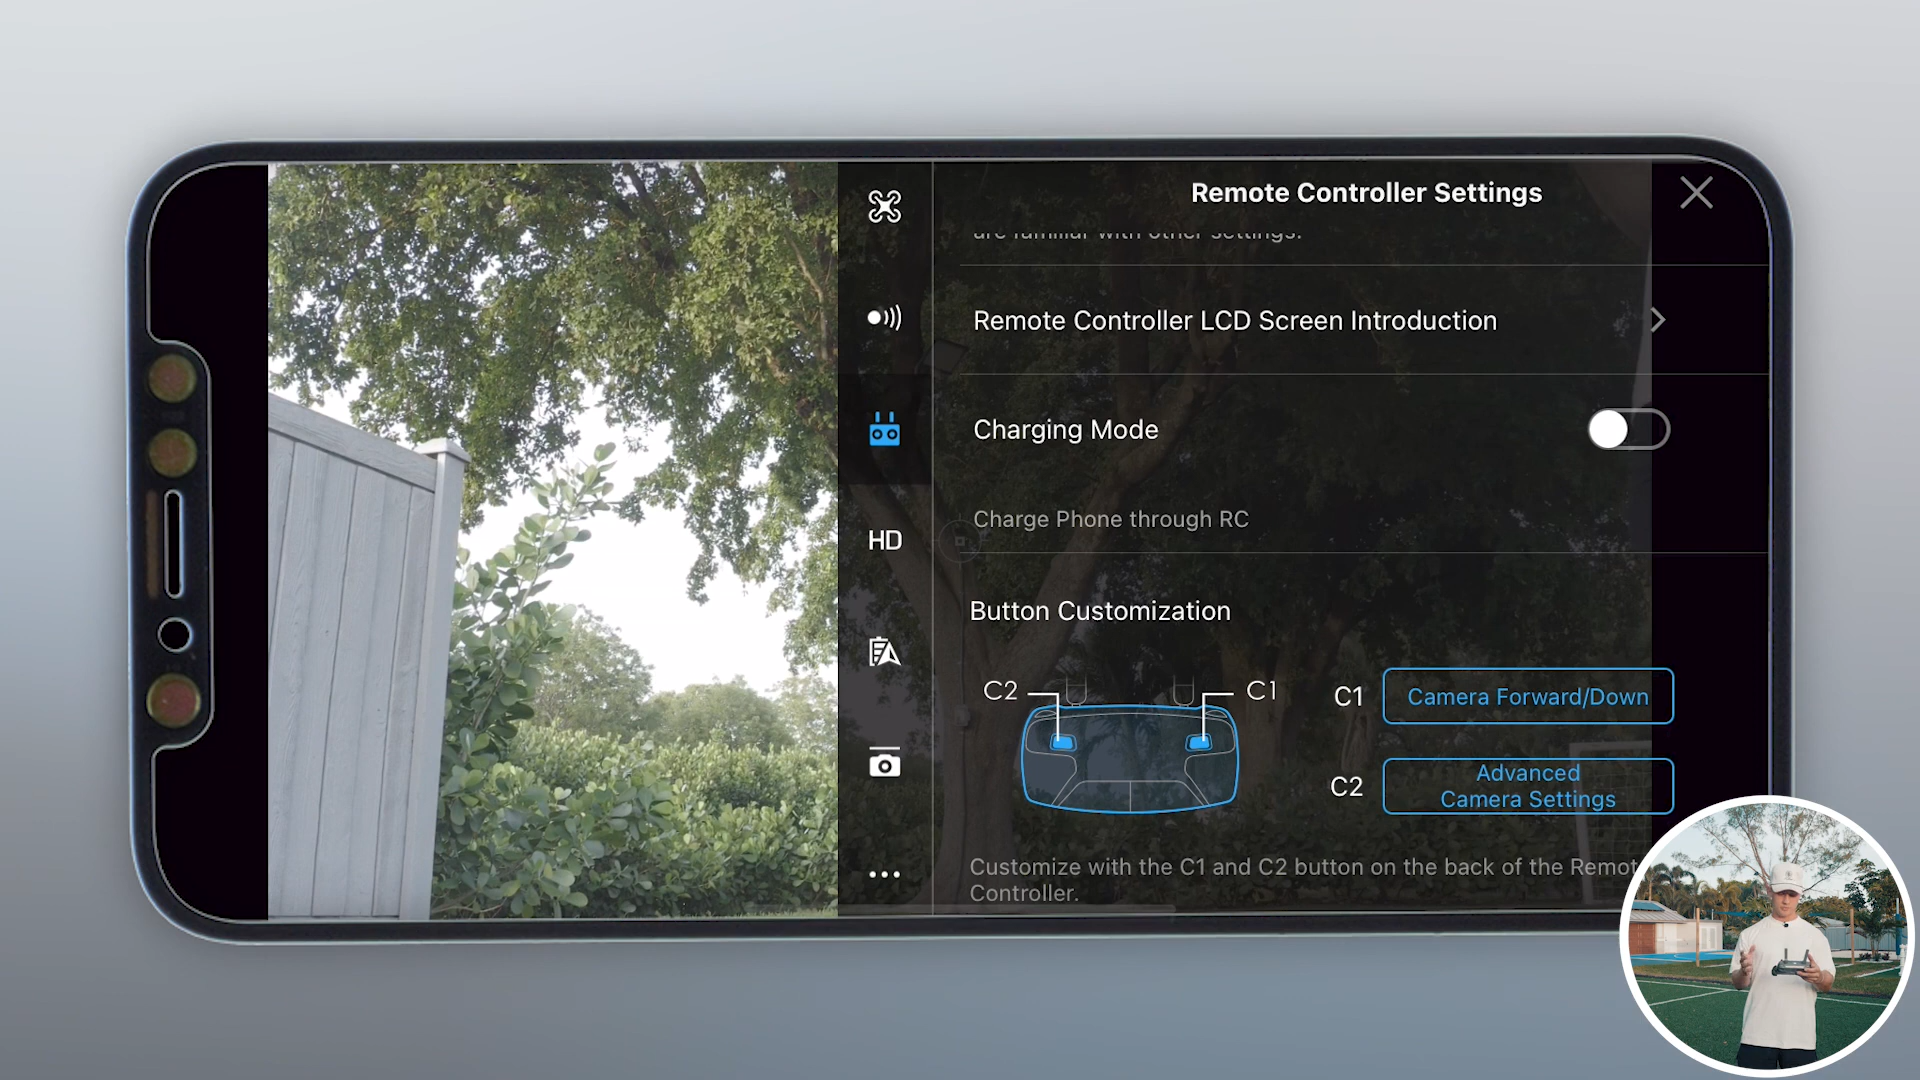 Remote Controller Settings
are familiar with other settings.
Remote Controller LCD Screen Introduction
Charging Mode
Charge Phone through RC
HD
Button Customization
C2
C1
C1
Camera Forward/Down
C2
Advanced
Camera Settings
Customize with the C1 and C2 button on the back of the Remot
Controller.